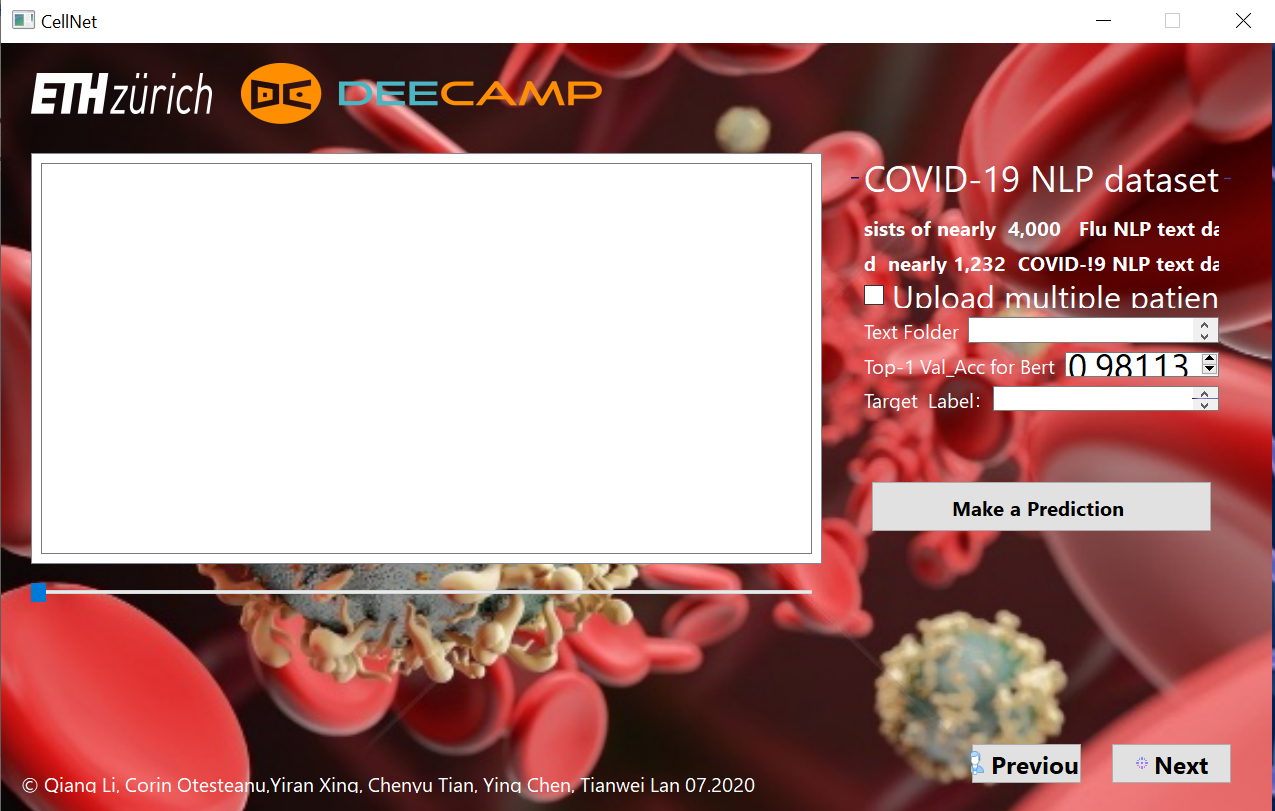 CellNet
ETH zürich DEECAMP
COVID-19 NLP dataset
sists of nearly 4,000 Flu NLP text da
d nearly 1,232 COVID-!9 NLP text da
Upload multiple patien
Text Folder
Top-1 Val_Acc for Bert 0.98113
Target Label:
Make a Prediction
Previou Next
© Qiang Li, Corin Otesteanu,Yiran Xing, Chenyu Tian, Ying Chen, Tianwei Lan 07.2020